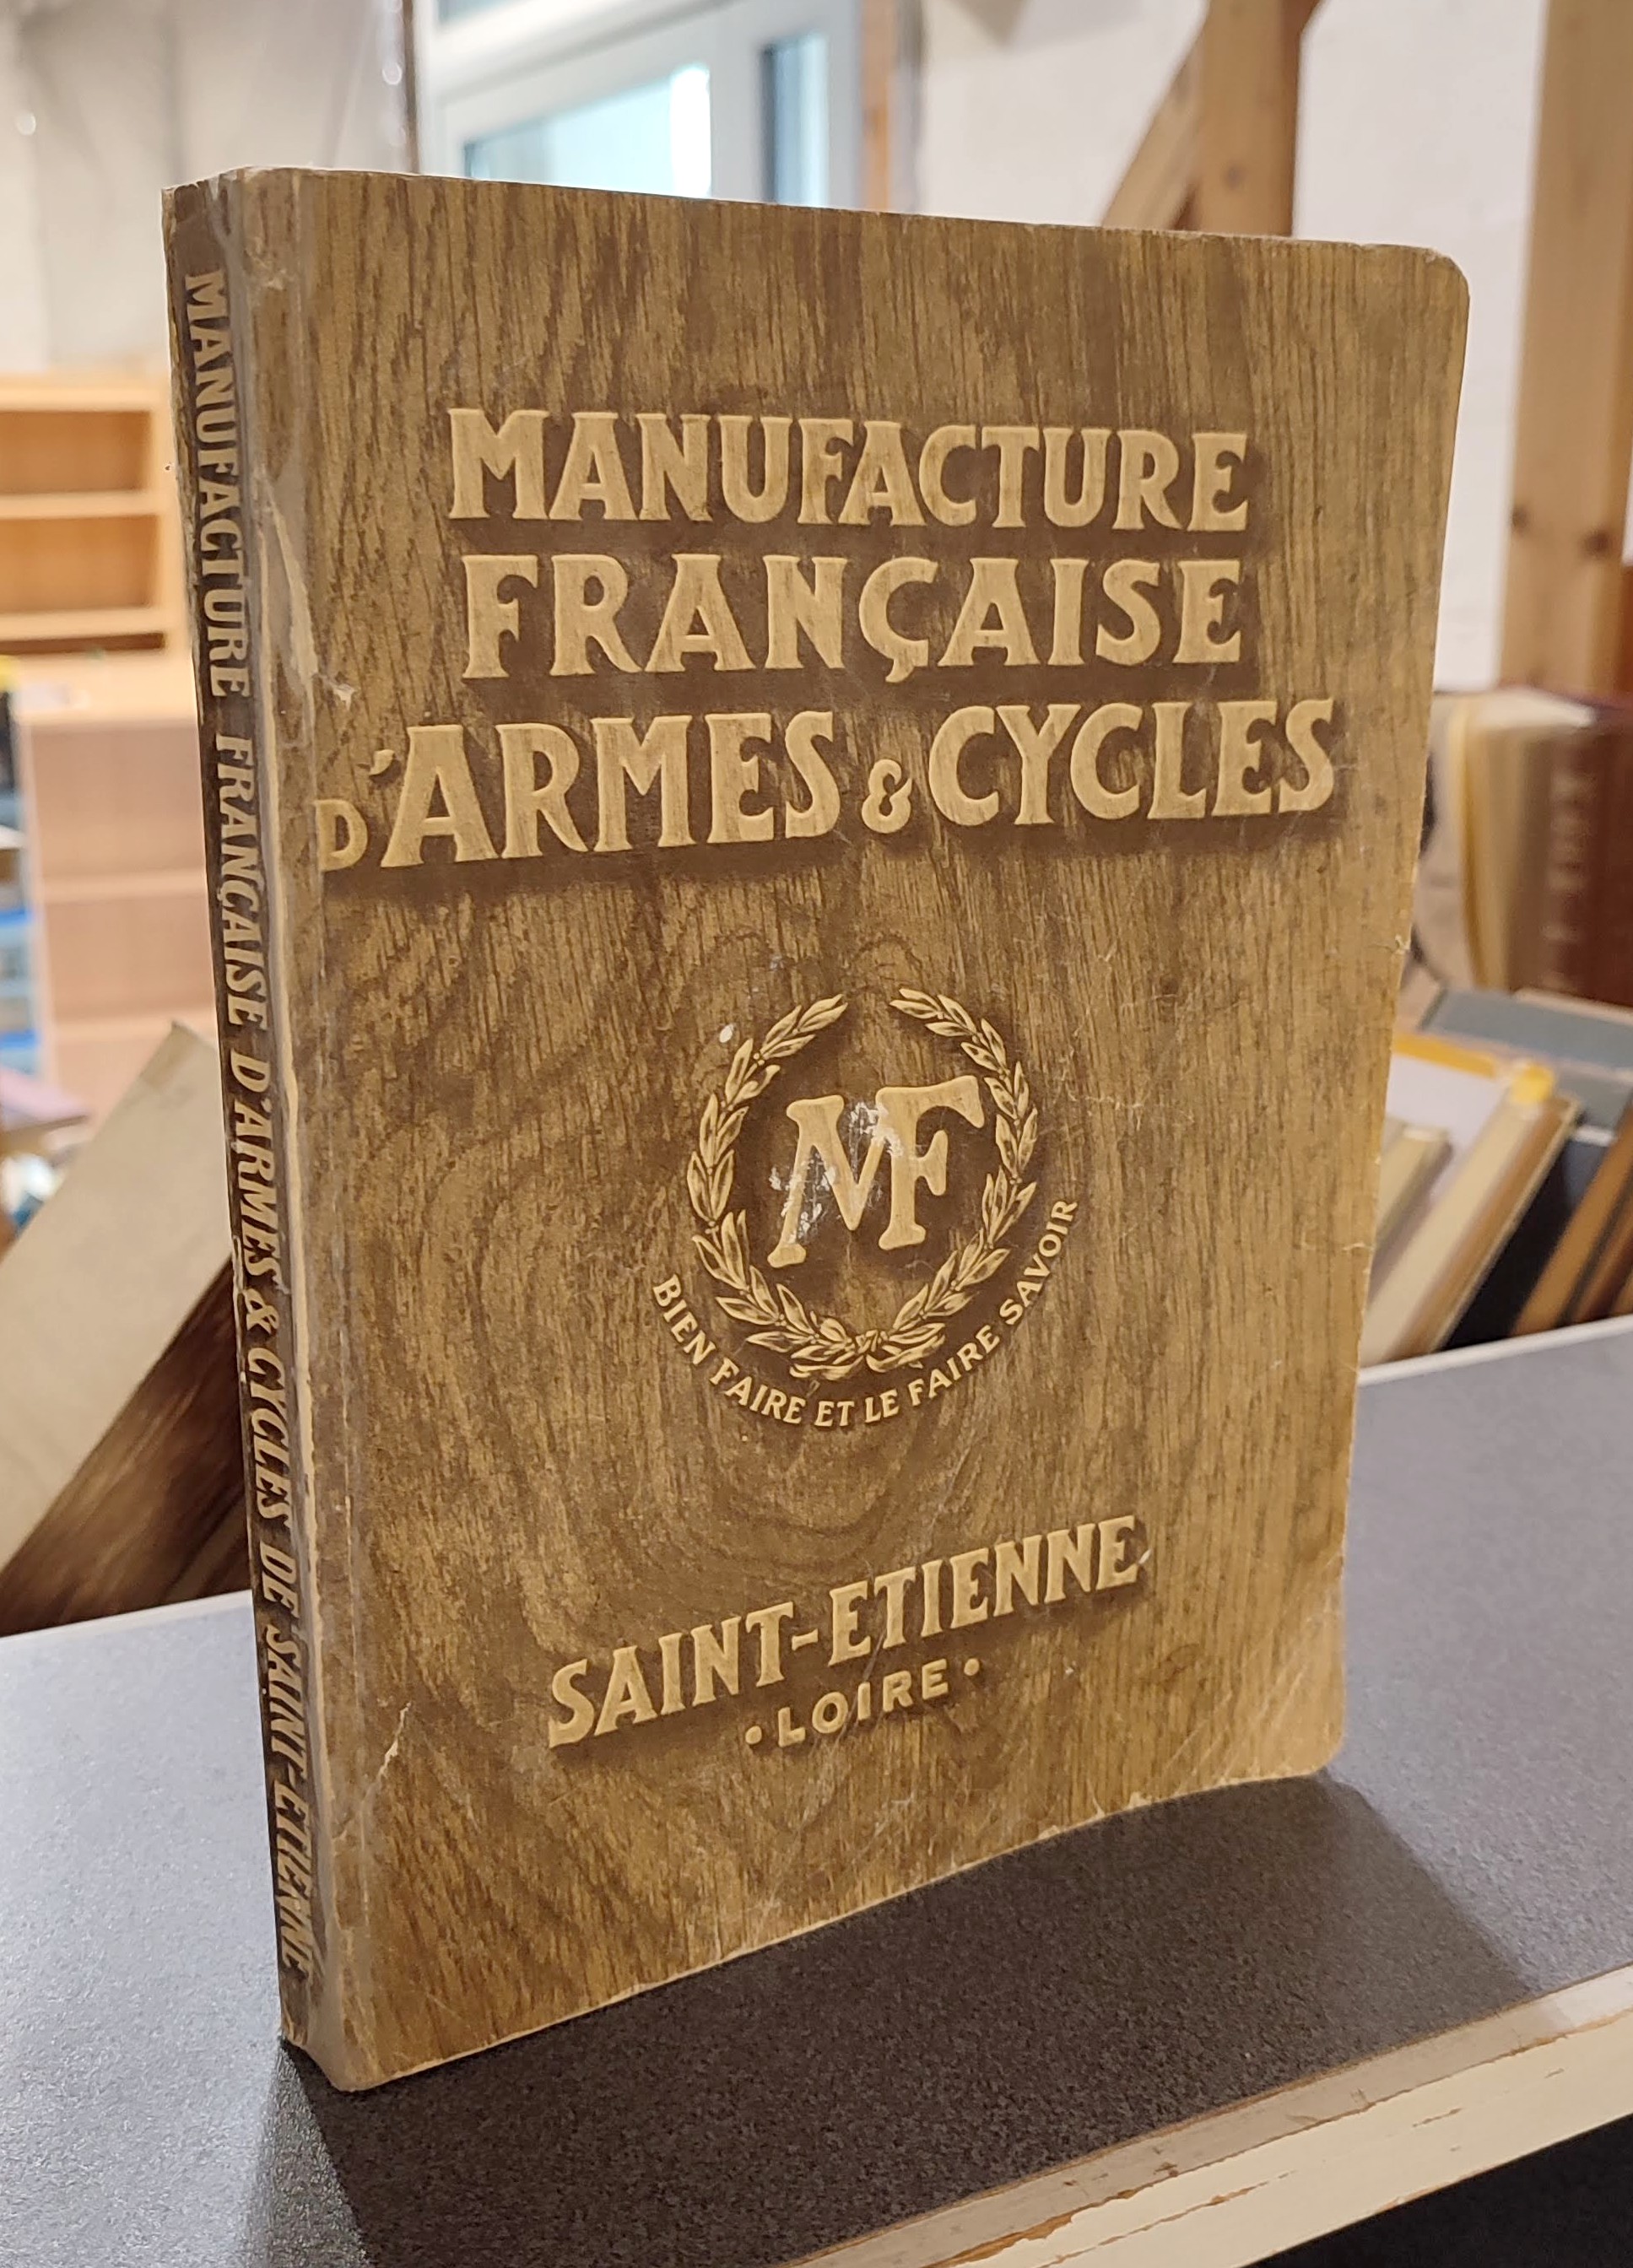 MANUFACTURE FRANÇAISE D'ARMES & CYCLES DE SAINT-ETIENNE
MANUFACTURE
FRANÇAISE
D'ARMES & CYCLES
MF
BIEN FAIRE ET LE FAIRE SAVOIR
SAINT-ETIENNE
• LOIRE •